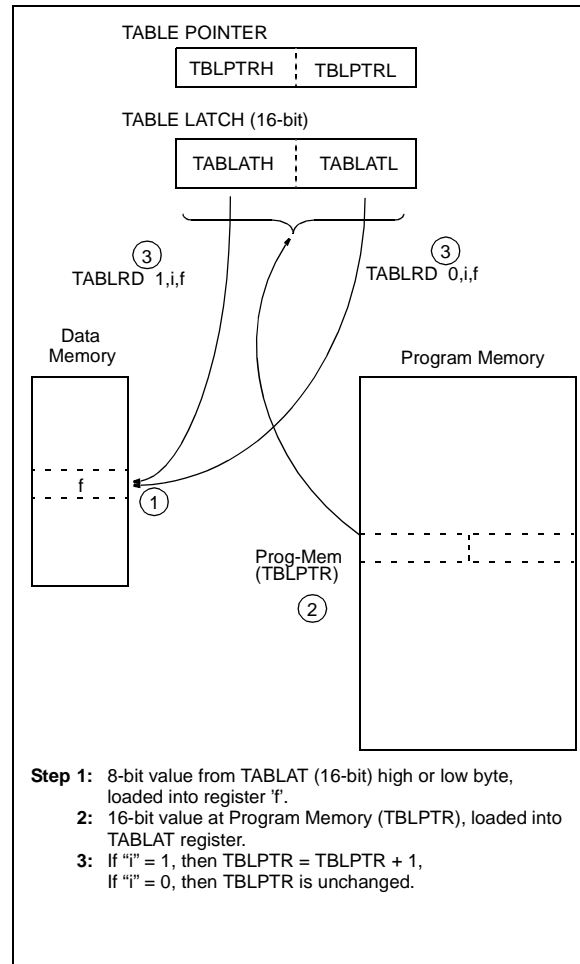 TABLE POINTER
TBLPTRH TBLPTRL
TABLE LATCH (16-bit)
TABLATH TABLATL
3 3
TABLRD 1,i,f TABLRD 0,i,f
Data
Memory
Program Memory
f
1
Prog-Mem
(TBLPTR)
2
Step 1: 8-bit value from TABLAT (16-bit) high or low byte,
loaded into register 'f'.
2: 16-bit value at Program Memory (TBLPTR), loaded into
TABLAT register.
3: If “i” = 1, then TBLPTR = TBLPTR + 1,
If “i” = 0, then TBLPTR is unchanged.